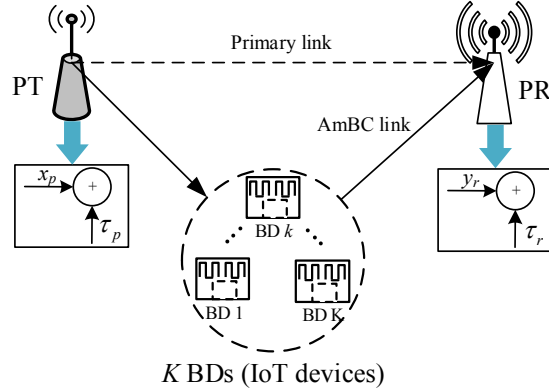 Primary link
PT
PR
AmBC link
x_p
+
τ_p
y_r
+
τ_r
BD k
BD 1
BD K
K BDs (IoT devices)